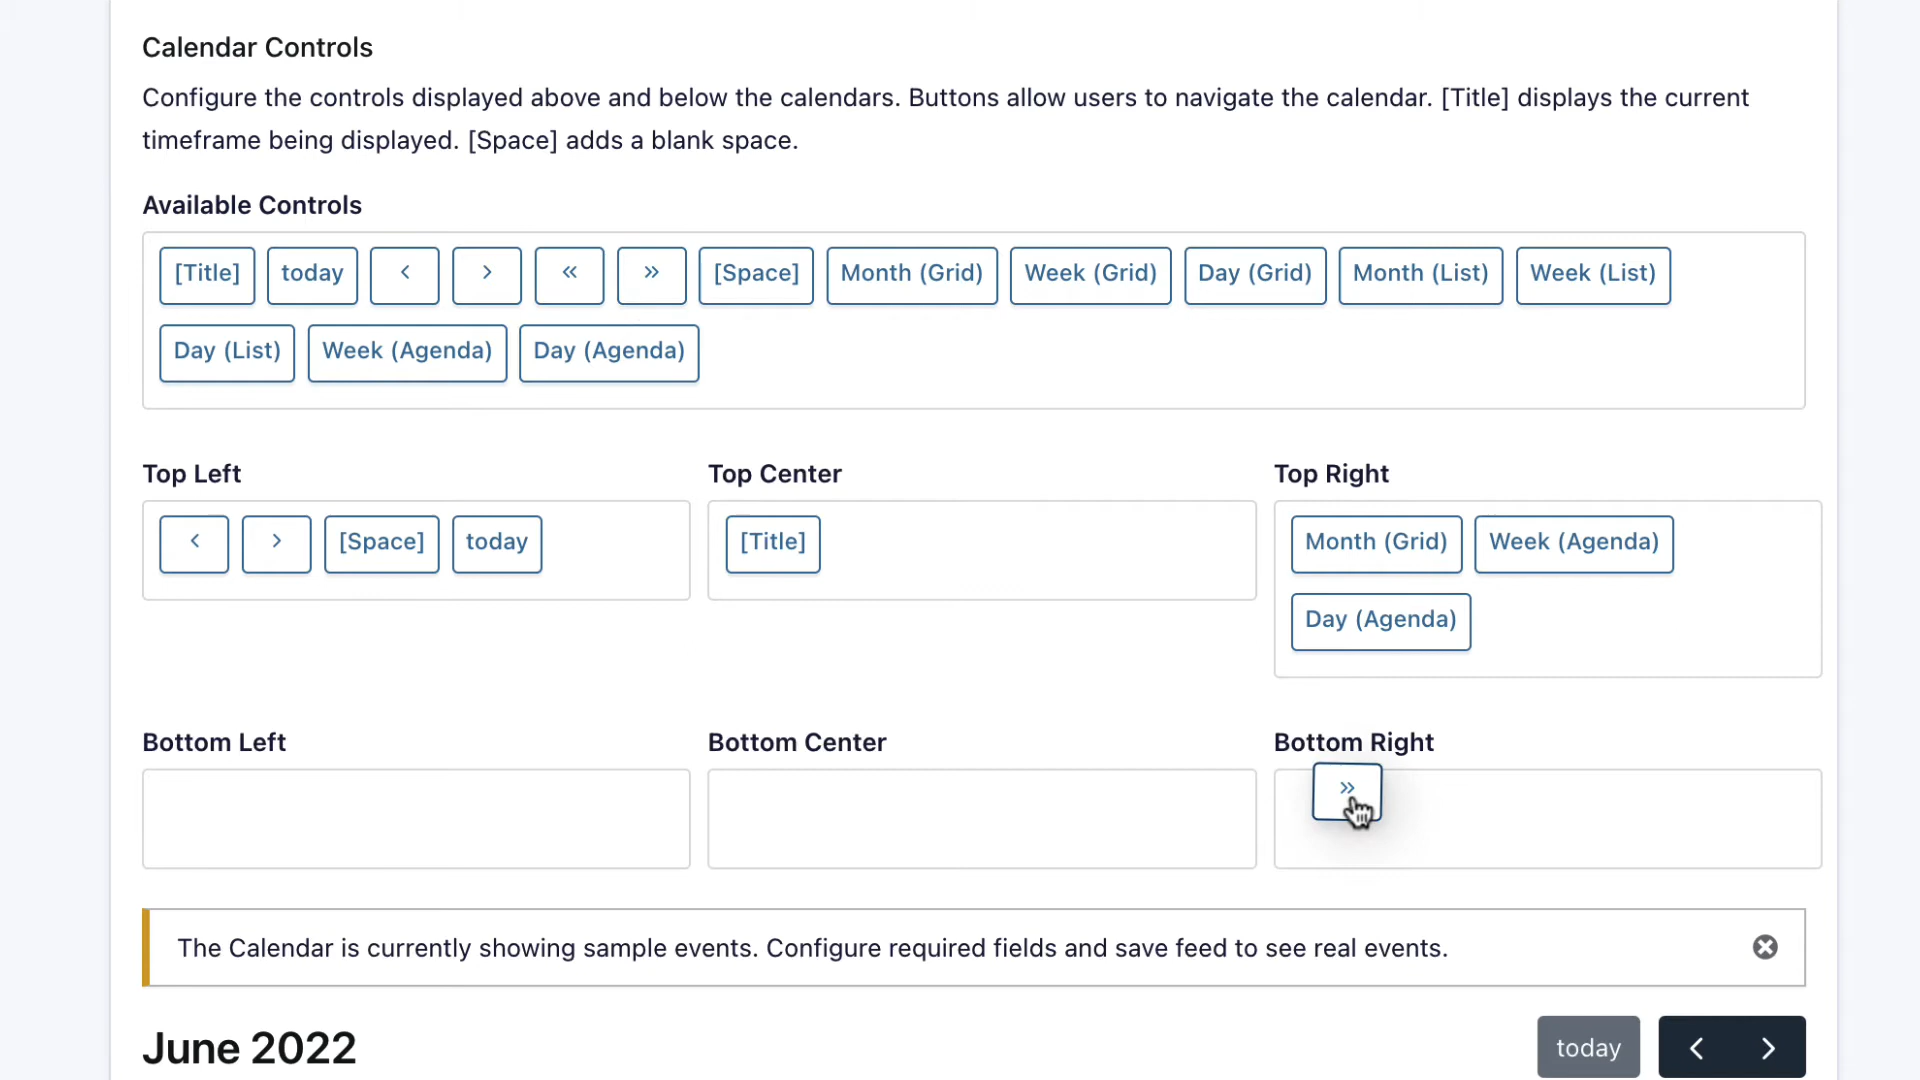 Calendar Controls
Configure the controls displayed above and below the calendars. Buttons allow users to navigate the calendar. [Title] displays the current
timeframe being displayed. [Space] adds a blank space.
Available Controls
[Title] today < > « » [Space] Month (Grid) Week (Grid) Day (Grid) Month (List) Week (List)
Day (List) Week (Agenda) Day (Agenda)
Top Left Top Center Top Right
< > [Space] today [Title] Month (Grid) Week (Agenda)
Day (Agenda)
Bottom Left Bottom Center Bottom Right
»
The Calendar is currently showing sample events. Configure required fields and save feed to see real events.
June 2022 today < >